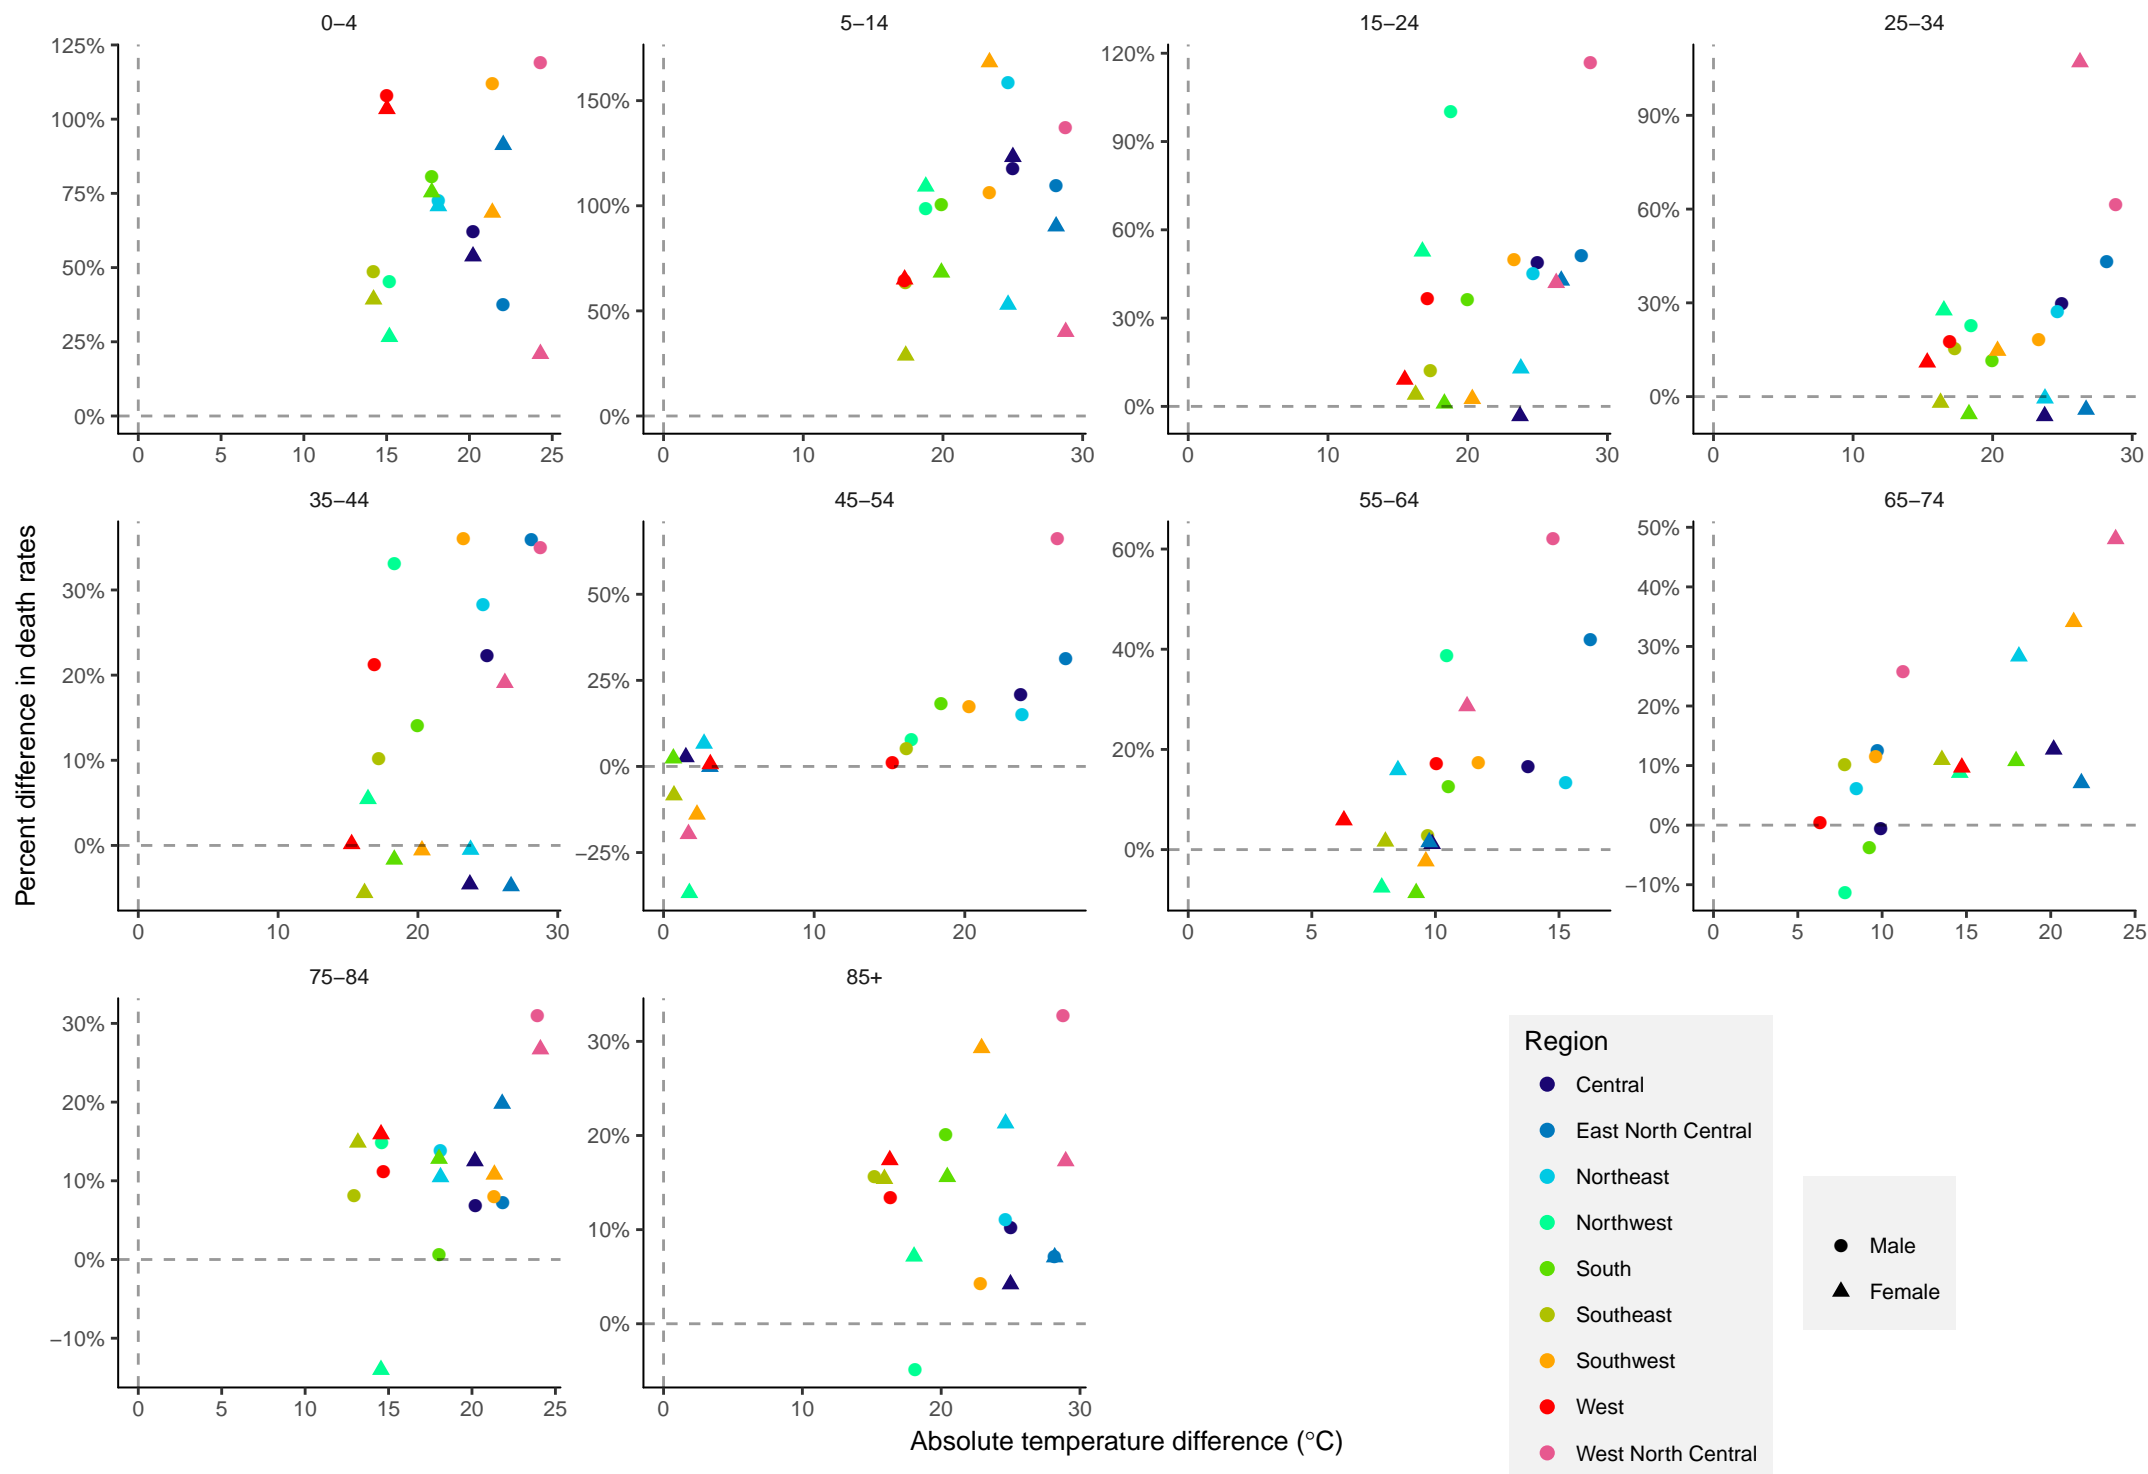 0−4
5−14
15−24
25−34
125%
100%
75%
50%
25%
0%
150%
100%
50%
0%
120%
90%
60%
30%
0%
90%
60%
30%
0%
0 5 10 15 20 25
0 10 20 30
0 10 20 30
0 10 20 30
35−44
45−54
55−64
65−74
Percent difference in death rates
30%
20%
10%
0%
50%
25%
0%
−25%
60%
40%
20%
0%
50%
40%
30%
20%
10%
0%
−10%
0 10 20 30
0 10 20
0 5 10 15
0 5 10 15 20 25
75−84
85+
30%
20%
10%
0%
−10%
30%
20%
10%
0%
0 5 10 15 20 25
0 10 20 30
Absolute temperature difference (°C)
Region
Central
East North Central
Northeast
Northwest
South
Southeast
Southwest
West
West North Central
Male
Female